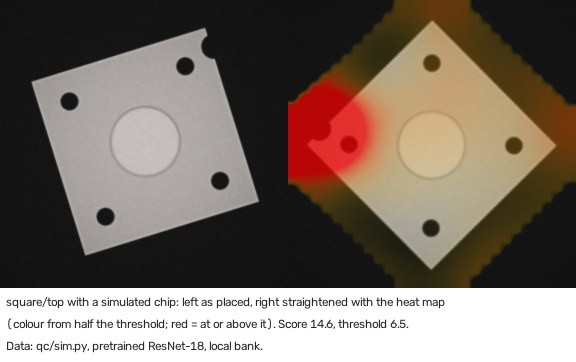 square/top with a simulated chip: left as placed, right straightened with the heat map
(colour from half the threshold; red = at or above it). Score 14.6, threshold 6.5.
Data: qc/sim.py, pretrained ResNet-18, local bank.